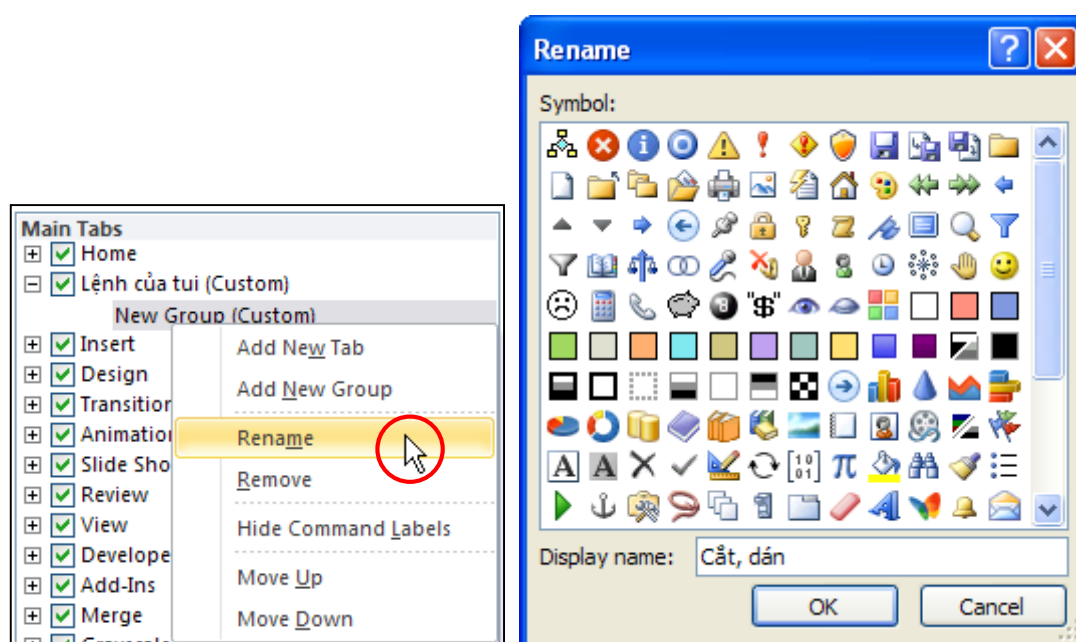 Main Tabs
Home
Lệnh của tui (Custom)
New Group (Custom)
Insert
Design
Transition
Animation
Slide Sho
Review
View
Develope
Add-Ins
Merge
Add New Tab
Add New Group
Rename
Remove
Hide Command Labels
Move Up
Move Down
Rename
Symbol:
"$"
A A [10 01] π
Display name: Cắt, dán
OK Cancel